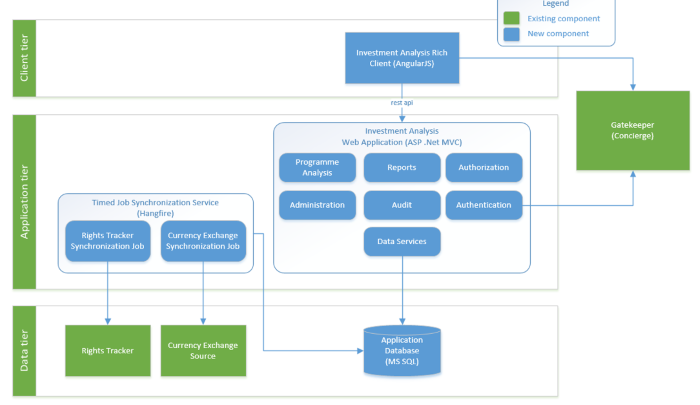 Legend
Existing component
New component
Client tier
Investment Analysis Rich
Client (AngularJS)
rest api
Gatekeeper
(Concierge)
Application tier
Investment Analysis
Web Application (ASP .Net MVC)
Programme
Analysis
Reports
Authorization
Administration
Audit
Authentication
Data Services
Timed Job Synchronization Service
(Hangfire)
Rights Tracker
Synchronization Job
Currency Exchange
Synchronization Job
Data tier
Rights Tracker
Currency Exchange
Source
Application
Database
(MS SQL)